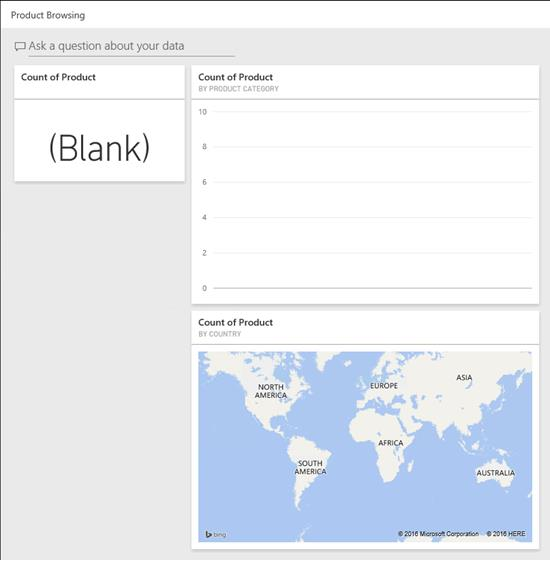 Product Browsing
Ask a question about your data
Count of Product
(Blank)
Count of Product
BY PRODUCT CATEGORY
10
8
6
4
2
0
Count of Product
BY COUNTRY
NORTH
AMERICA
EUROPE
ASIA
AFRICA
SOUTH
AMERICA
AUSTRALIA
bing
© 2016 Microsoft Corporation © 2016 HERE